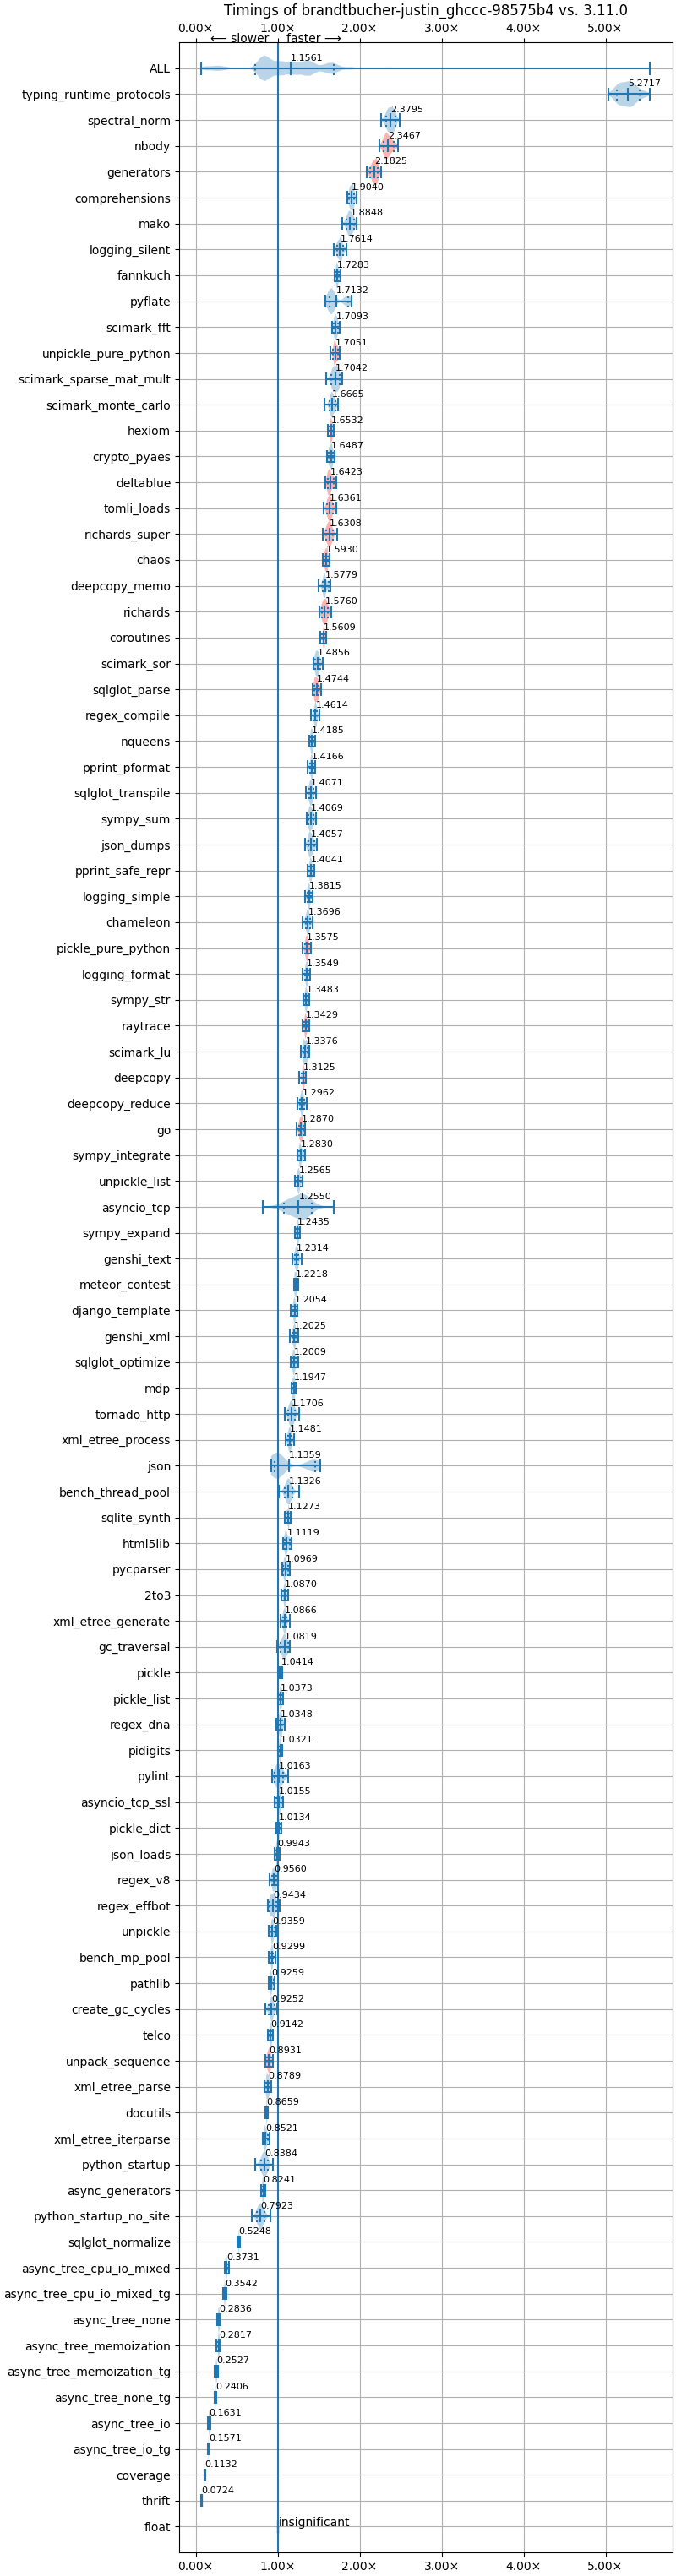 Timings of brandtbucher-justin_ghccc-98575b4 vs. 3.11.0
0.00× 1.00× 2.00× 3.00× 4.00× 5.00×
⟵ slower faster ⟶
ALL 1.1561
typing_runtime_protocols 5.2717
spectral_norm 2.3795
nbody 2.3467
generators 2.1825
comprehensions 1.9040
mako 1.8848
logging_silent 1.7614
fannkuch 1.7283
pyflate 1.7132
scimark_fft 1.7093
unpickle_pure_python 1.7051
scimark_sparse_mat_mult 1.7042
scimark_monte_carlo 1.6665
hexiom 1.6532
crypto_pyaes 1.6487
deltablue 1.6423
tomli_loads 1.6361
richards_super 1.6308
chaos 1.5930
deepcopy_memo 1.5779
richards 1.5760
coroutines 1.5609
scimark_sor 1.4856
sqlglot_parse 1.4744
regex_compile 1.4614
nqueens 1.4185
pprint_pformat 1.4166
sqlglot_transpile 1.4071
sympy_sum 1.4069
json_dumps 1.4057
pprint_safe_repr 1.4041
logging_simple 1.3815
chameleon 1.3696
pickle_pure_python 1.3575
logging_format 1.3549
sympy_str 1.3483
raytrace 1.3429
scimark_lu 1.3376
deepcopy 1.3125
deepcopy_reduce 1.2962
go 1.2870
sympy_integrate 1.2830
unpickle_list 1.2565
asyncio_tcp 1.2550
sympy_expand 1.2435
genshi_text 1.2314
meteor_contest 1.2218
django_template 1.2054
genshi_xml 1.2025
sqlglot_optimize 1.2009
mdp 1.1947
tornado_http 1.1706
xml_etree_process 1.1481
json 1.1359
bench_thread_pool 1.1326
sqlite_synth 1.1273
html5lib 1.1119
pycparser 1.0969
2to3 1.0870
xml_etree_generate 1.0866
gc_traversal 1.0819
pickle 1.0414
pickle_list 1.0373
regex_dna 1.0348
pidigits 1.0321
pylint 1.0163
asyncio_tcp_ssl 1.0155
pickle_dict 1.0134
json_loads 0.9943
regex_v8 0.9560
regex_effbot 0.9434
unpickle 0.9359
bench_mp_pool 0.9299
pathlib 0.9259
create_gc_cycles 0.9252
telco 0.9142
unpack_sequence 0.8931
xml_etree_parse 0.8789
docutils 0.8659
xml_etree_iterparse 0.8521
python_startup 0.8384
async_generators 0.8241
python_startup_no_site 0.7923
sqlglot_normalize 0.5248
async_tree_cpu_io_mixed 0.3731
async_tree_cpu_io_mixed_tg 0.3542
async_tree_none 0.2836
async_tree_memoization 0.2817
async_tree_memoization_tg 0.2527
async_tree_none_tg 0.2406
async_tree_io 0.1631
async_tree_io_tg 0.1571
coverage 0.1132
thrift 0.0724
float insignificant
0.00× 1.00× 2.00× 3.00× 4.00× 5.00×